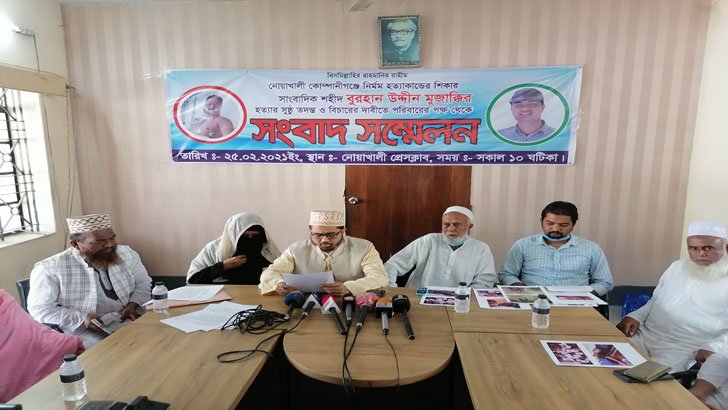 বিসমিল্লাহির রাহমানির রাহীম
নোয়াখালী কোম্পানীগঞ্জে নির্মম হত্যাকান্ডের শিকার
সাংবাদিক শহীদ বুরহান উদ্দীন মুজাক্কির
হত্যার সুষ্ঠু তদন্ত ও বিচারের দাবীতে পরিবারের পক্ষ থেকে
সংবাদ সম্মেলন
তারিখ ঃ- ২৫.০২.২০২১ইং, স্থান ঃ- নোয়াখালী প্রেসক্লাব, সময় ঃ- সকাল ১০ ঘটিকা।